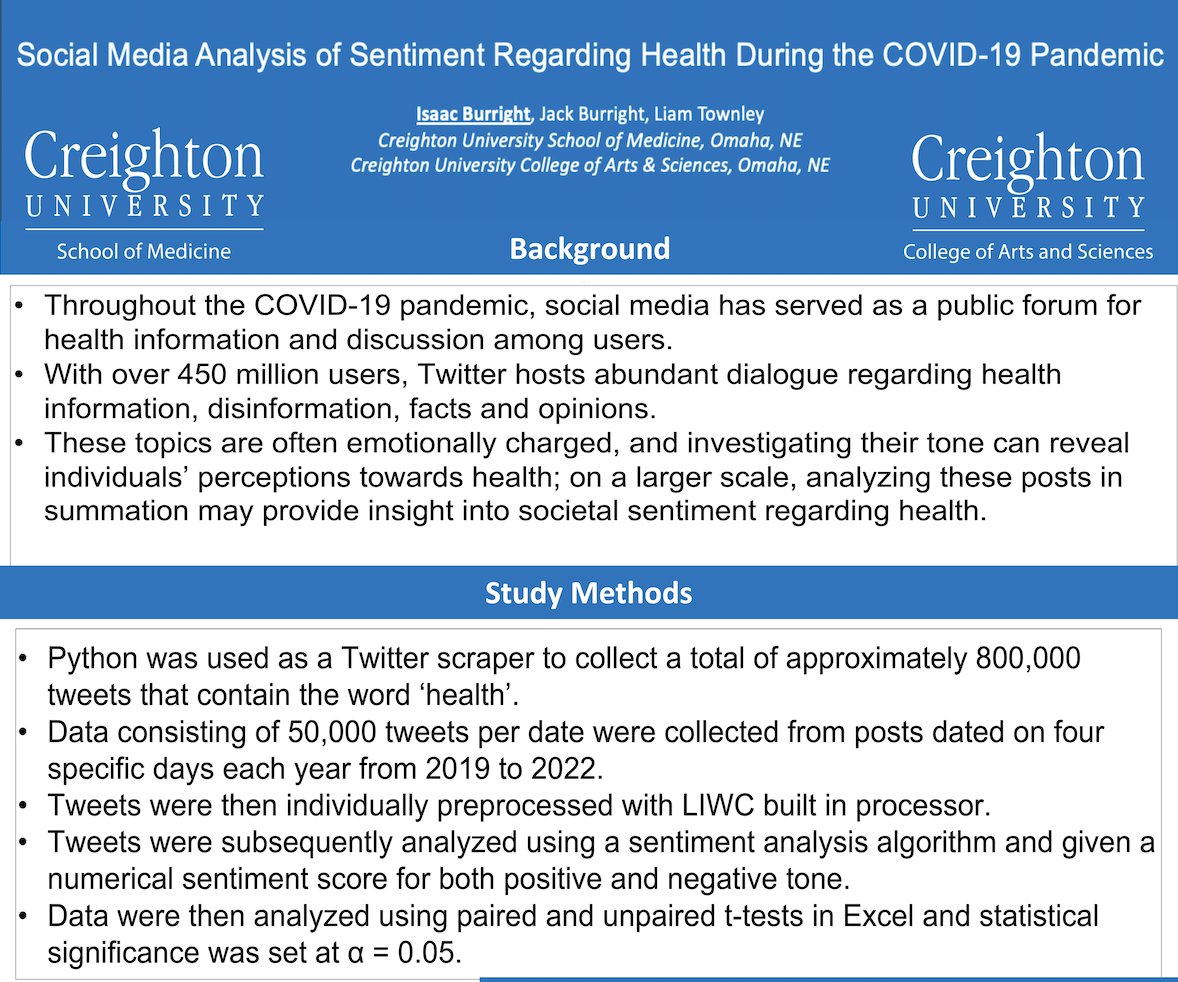 Social Media Analysis of Sentiment Regarding Health During the COVID-19 Pandemic
Isaac Burright, Jack Burright, Liam Townley
Creighton University School of Medicine, Omaha, NE
Creighton University College of Arts & Sciences, Omaha, NE
Creighton
UNIVERSITY
School of Medicine
Creighton
UNIVERSITY
College of Arts and Sciences
Background
• Throughout the COVID-19 pandemic, social media has served as a public forum for
health information and discussion among users.
• With over 450 million users, Twitter hosts abundant dialogue regarding health
information, disinformation, facts and opinions.
• These topics are often emotionally charged, and investigating their tone can reveal
individuals’ perceptions towards health; on a larger scale, analyzing these posts in
summation may provide insight into societal sentiment regarding health.
Study Methods
• Python was used as a Twitter scraper to collect a total of approximately 800,000
tweets that contain the word ‘health’.
• Data consisting of 50,000 tweets per date were collected from posts dated on four
specific days each year from 2019 to 2022.
• Tweets were then individually preprocessed with LIWC built in processor.
• Tweets were subsequently analyzed using a sentiment analysis algorithm and given a
numerical sentiment score for both positive and negative tone.
• Data were then analyzed using paired and unpaired t-tests in Excel and statistical
significance was set at α = 0.05.